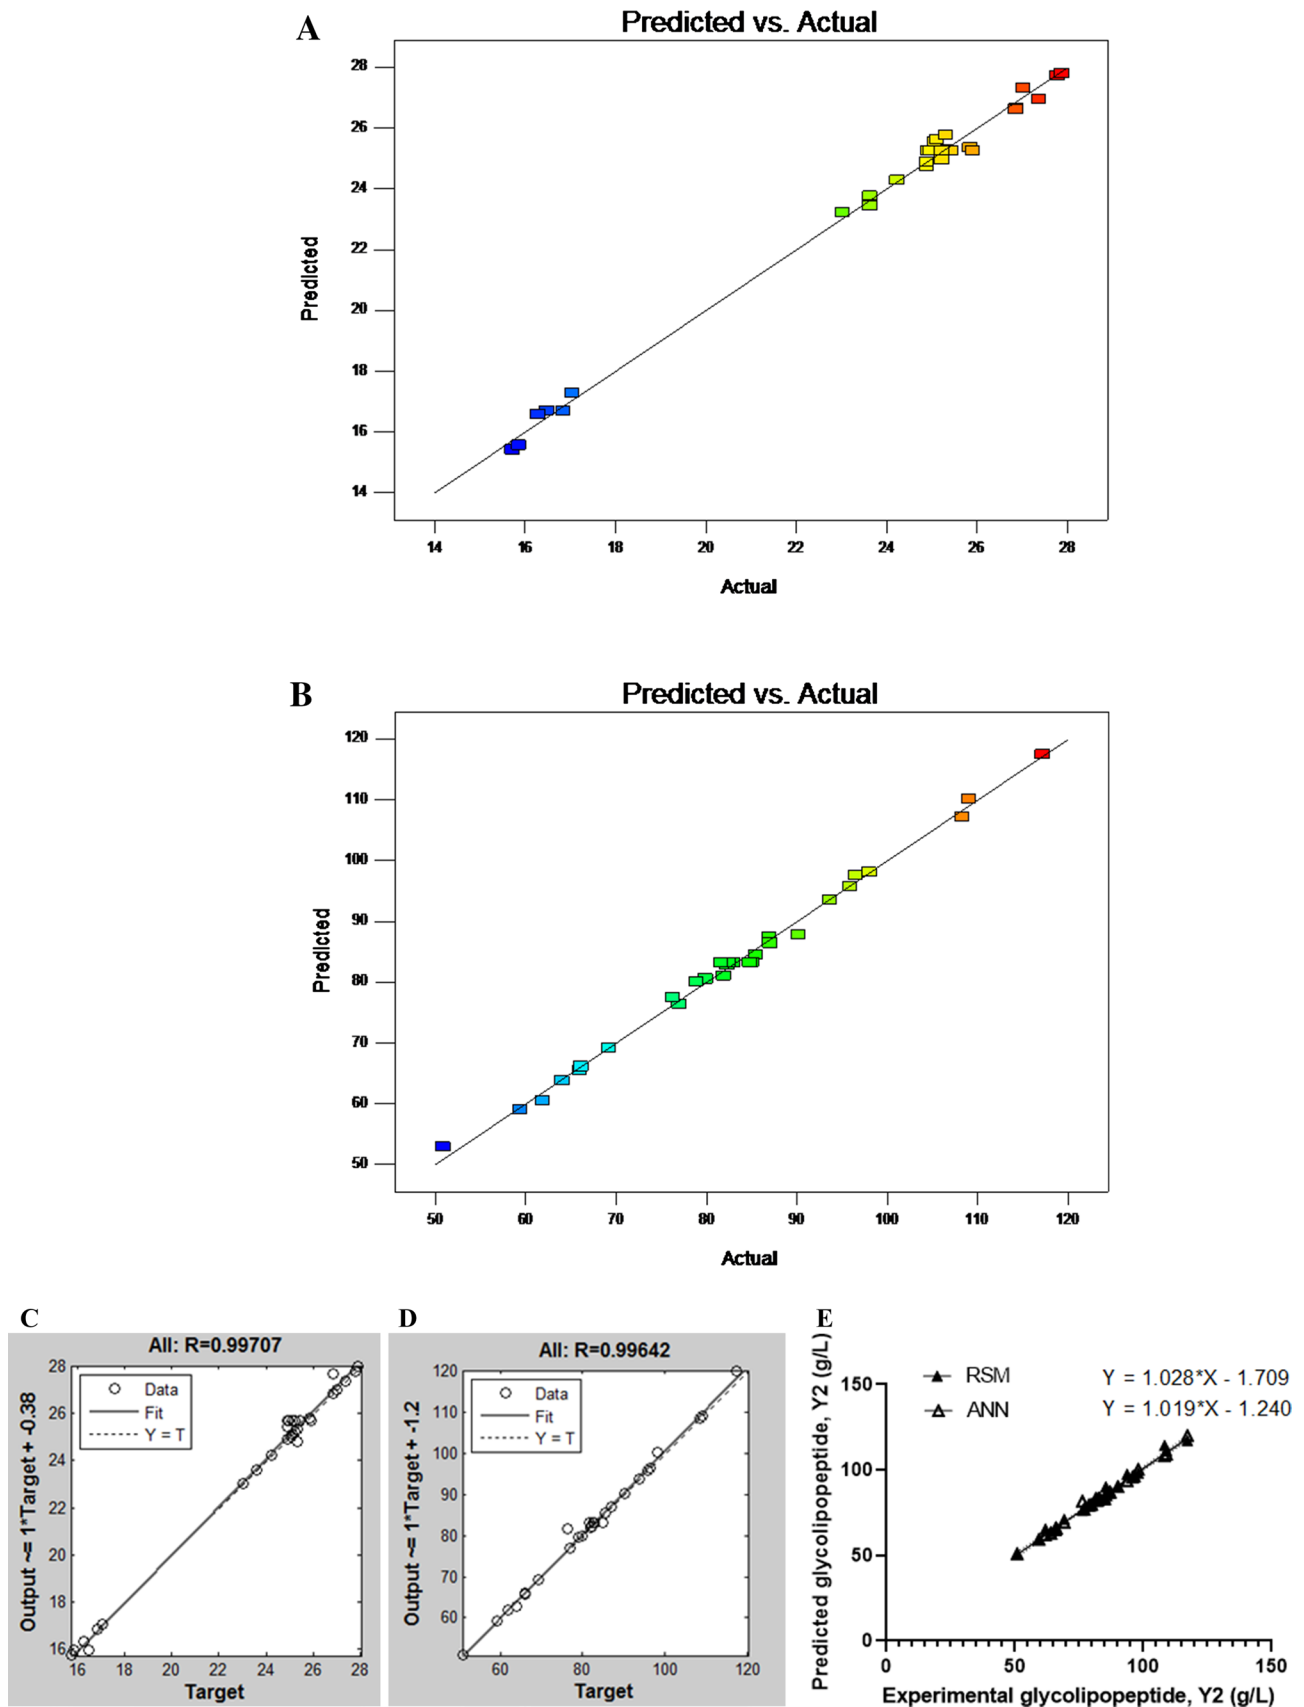 A
Predicted vs. Actual
28
26
24
22
20
18
16
14
Predicted
14 16 18 20 22 24 26 28
Actual
B
Predicted vs. Actual
120
110
100
90
80
70
60
50
Predicted
50 60 70 80 90 100 110 120
Actual
C
All: R=0.99707
Data
Fit
Y = T
28
26
24
22
20
18
16
Output ~= 1*Target + -0.38
16 18 20 22 24 26 28
Target
D
All: R=0.99642
Data
Fit
Y = T
120
110
100
90
80
70
60
Output ~= 1*Target + -1.2
60 80 100 120
Target
E
RSM Y = 1.028*X - 1.709
ANN Y = 1.019*X - 1.240
150
100
50
0
Predicted glycolipopeptide, Y2 (g/L)
0 50 100 150
Experimental glycolipopeptide, Y2 (g/L)